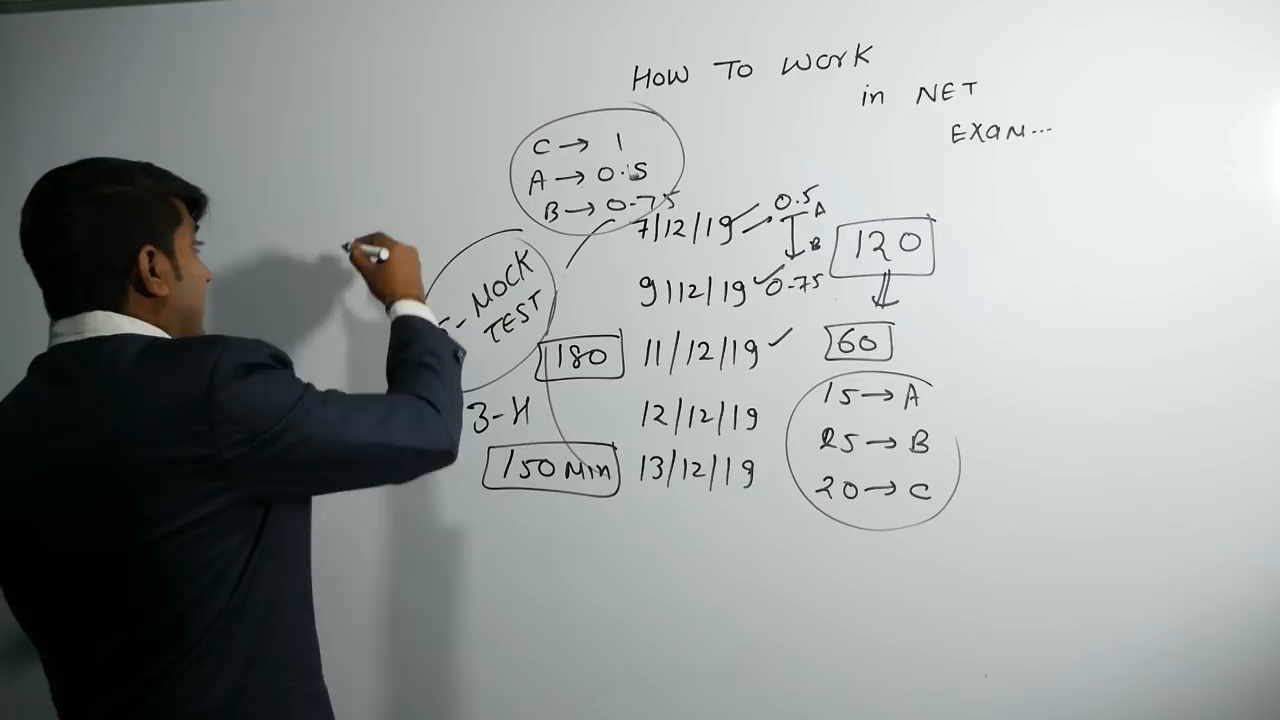 HOW TO WORK
in NET
EXAM...
C → 1
A → 0.5
B → 0.75
7/12/19 ✓ → 0.5
A
B
9/12/19 ✓ 0.75
11/12/19 ✓
12/12/19
13/12/19
MOCK
TEST
180
3-H
150 Min
120
60
15 → A
25 → B
20 → C